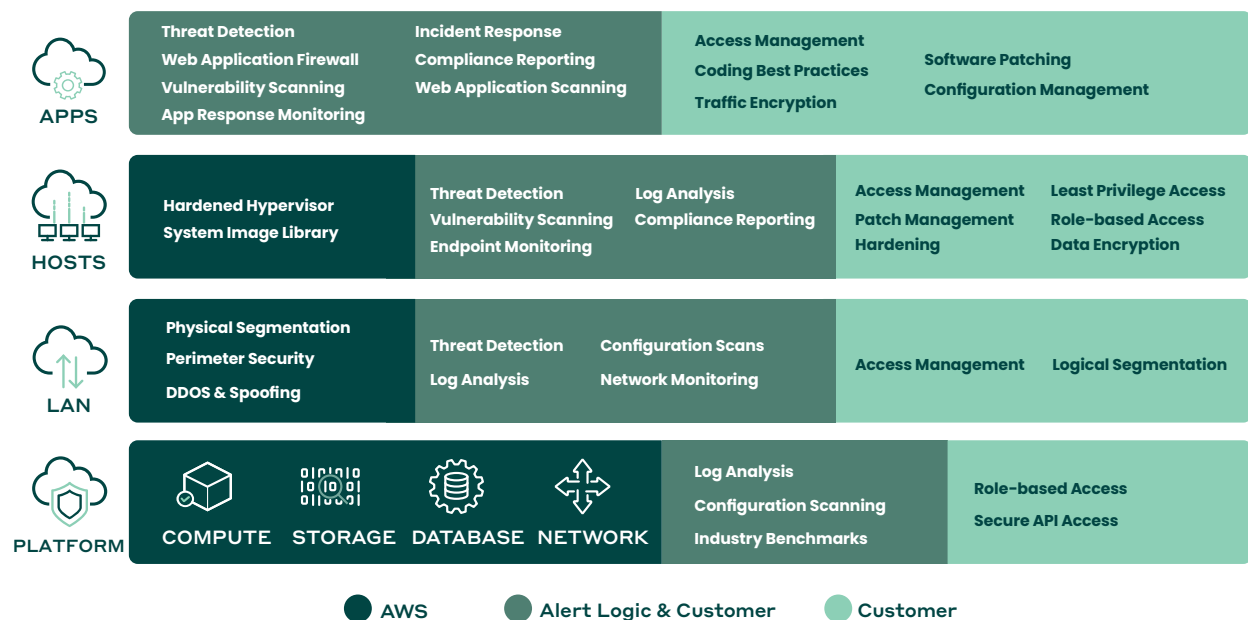 APPS
Threat Detection
Web Application Firewall
Vulnerability Scanning
App Response Monitoring
Incident Response
Compliance Reporting
Web Application Scanning
Access Management
Coding Best Practices
Traffic Encryption
Software Patching
Configuration Management
HOSTS
Hardened Hypervisor
System Image Library
Threat Detection
Vulnerability Scanning
Endpoint Monitoring
Log Analysis
Compliance Reporting
Access Management
Patch Management
Hardening
Least Privilege Access
Role-based Access
Data Encryption
LAN
Physical Segmentation
Perimeter Security
DDOS & Spoofing
Threat Detection
Log Analysis
Configuration Scans
Network Monitoring
Access Management
Logical Segmentation
PLATFORM
COMPUTE
STORAGE
DATABASE
NETWORK
Log Analysis
Configuration Scanning
Industry Benchmarks
Role-based Access
Secure API Access
AWS
Alert Logic & Customer
Customer